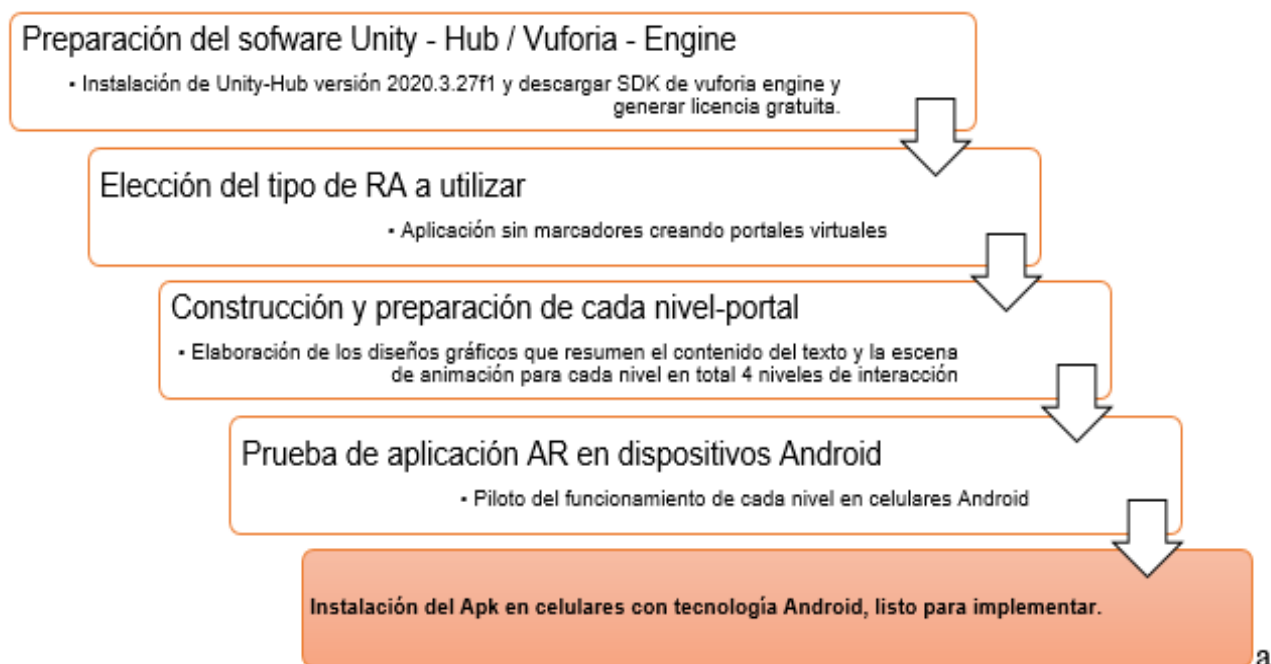 Preparación del sofware Unity - Hub / Vuforia - Engine
▪ Instalación de Unity-Hub versión 2020.3.27f1 y descargar SDK de vuforia engine y
generar licencia gratuita.
Elección del tipo de RA a utilizar
▪ Aplicación sin marcadores creando portales virtuales
Construcción y preparación de cada nivel-portal
▪ Elaboración de los diseños gráficos que resumen el contenido del texto y la escena
de animación para cada nivel en total 4 niveles de interacción
Prueba de aplicación AR en dispositivos Android
▪ Piloto del funcionamiento de cada nivel en celulares Android
Instalación del Apk en celulares con tecnología Android, listo para implementar.
a